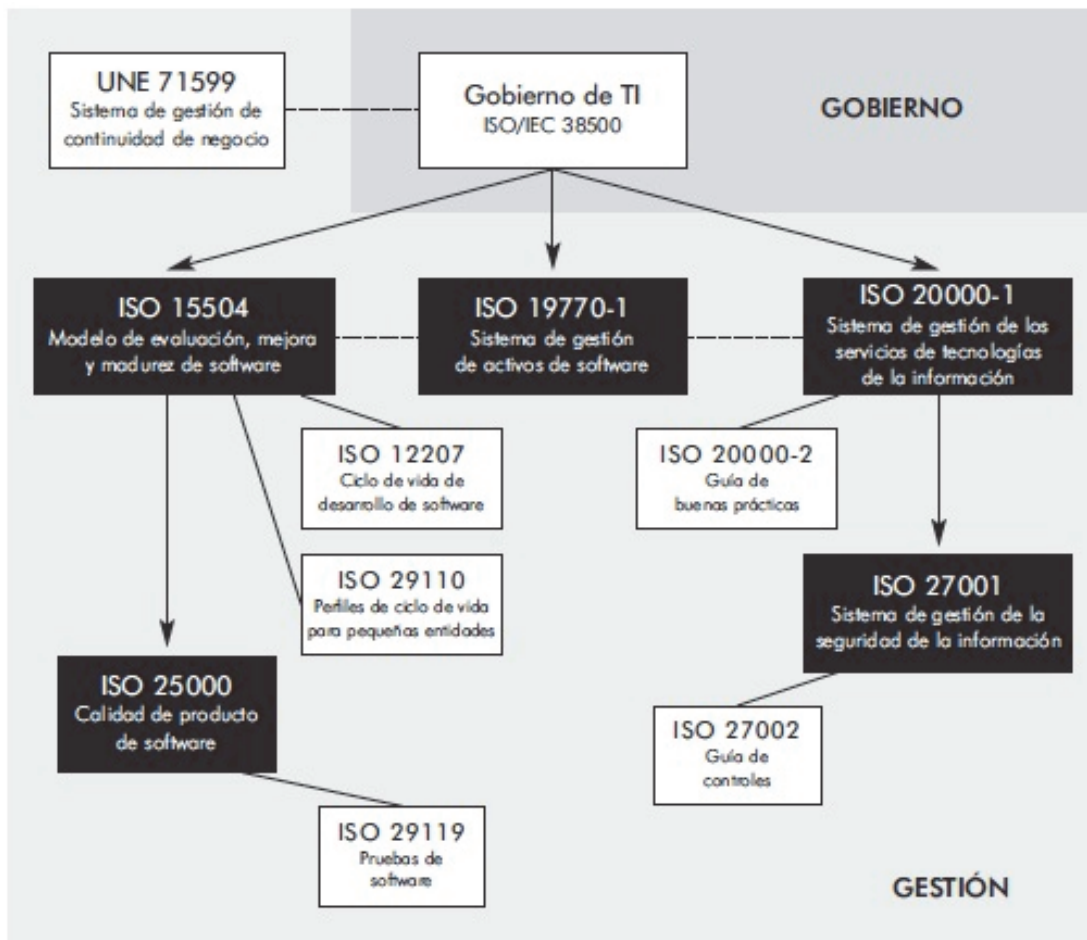 UNE 71599
Sistema de gestión de
continuidad de negocio
Gobierno de TI
ISO/IEC 38500
GOBIERNO
ISO 15504
Modelo de evaluación, mejora
y madurez de software
ISO 19770-1
Sistema de gestión
de activos de software
ISO 20000-1
Sistema de gestión de los
servicios de tecnologías
de la información
ISO 12207
Ciclo de vida de
desarrollo de software
ISO 20000-2
Guía de
buenas prácticas
ISO 29110
Perfiles de ciclo de vida
para pequeñas entidades
ISO 27001
Sistema de gestión de la
seguridad de la información
ISO 25000
Calidad de producto
de software
ISO 27002
Guía de
controles
ISO 29119
Pruebas de
software
GESTIÓN